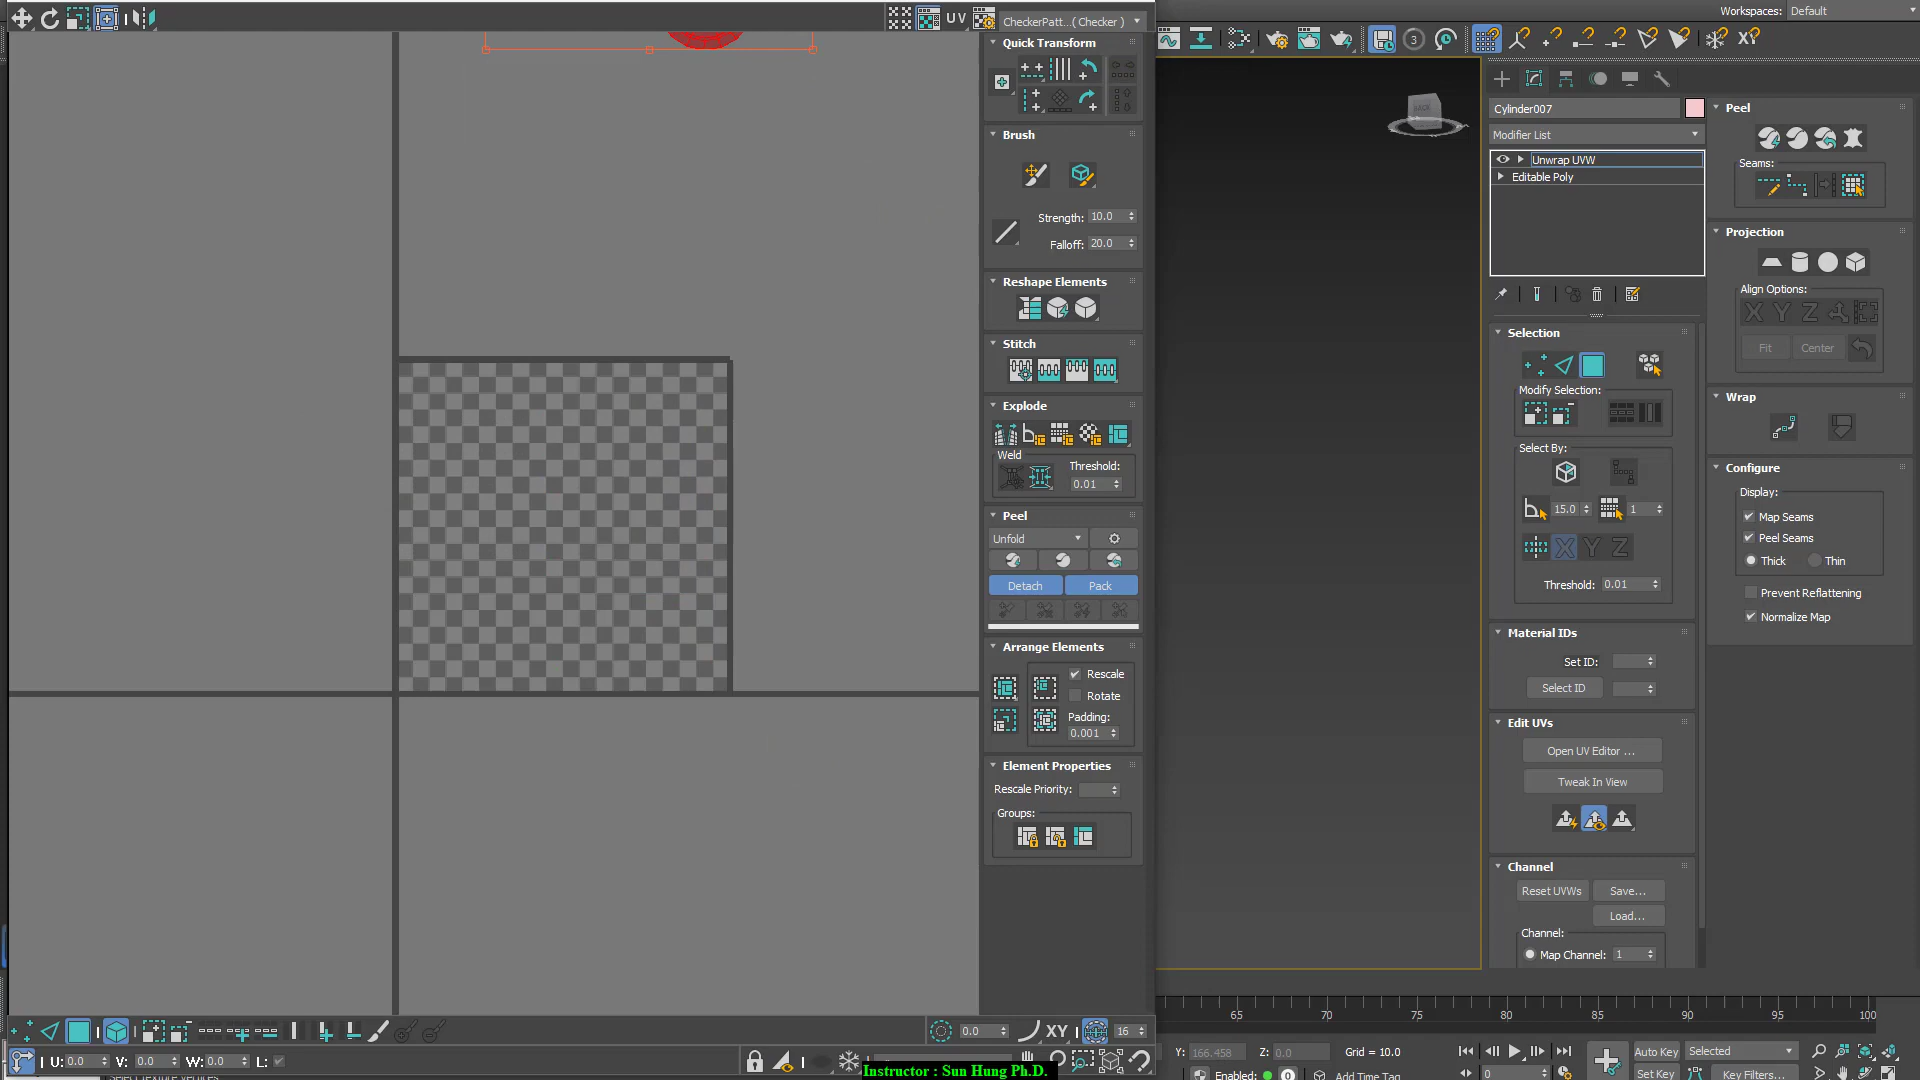 Workspaces: Default
UV
CheckerPatt...( Checker )
Quick Transform
Brush
Strength: 10.0
Falloff: 20.0
Reshape Elements
Stitch
Explode
Weld
Threshold:
0.01
Peel
Unfold
Detach Pack
Arrange Elements
Rescale
Rotate
Padding:
0.001
Element Properties
Rescale Priority:
Groups:
3
XY
Cylinder007
Modifier List
Unwrap UVW
Editable Poly
Selection
Modify Selection:
Select By:
15.0 1
X Y Z
Threshold: 0.01
Material IDs
Set ID:
Select ID
Edit UVs
Open UV Editor ...
Tweak In View
Channel
Reset UVWs Save...
Load...
Channel:
Map Channel: 1
Peel
Seams:
Projection
Align Options:
X Y Z
Fit Center
Wrap
Configure
Display:
Map Seams
Peel Seams
Thick Thin
Prevent Reflattening
Normalize Map
65 70 75 80 85 90 95 100
0.0 XY 16
U: 0.0 V: 0.0 W: 0.0 L:
Instructor : Sun Hung Ph.D.
Y: 166.458 Z: 0.0 Grid = 10.0
Auto Key Selected
Enabled: 0 Add Time Tag
0 Set Key Key Filters...